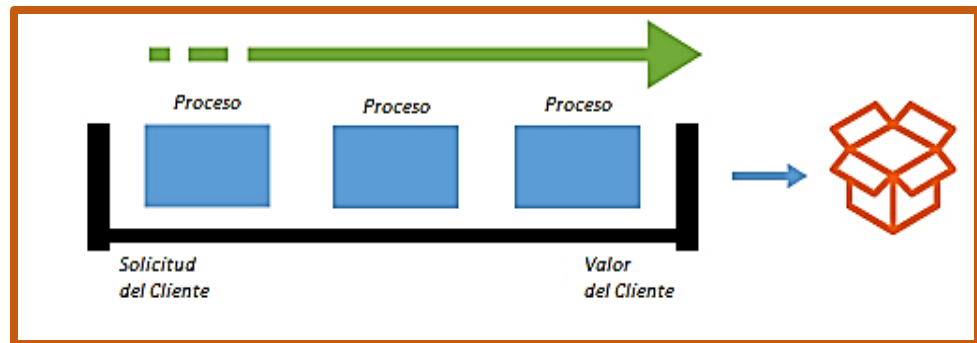 Proceso
Proceso
Proceso
Solicitud
del Cliente
Valor
del Cliente